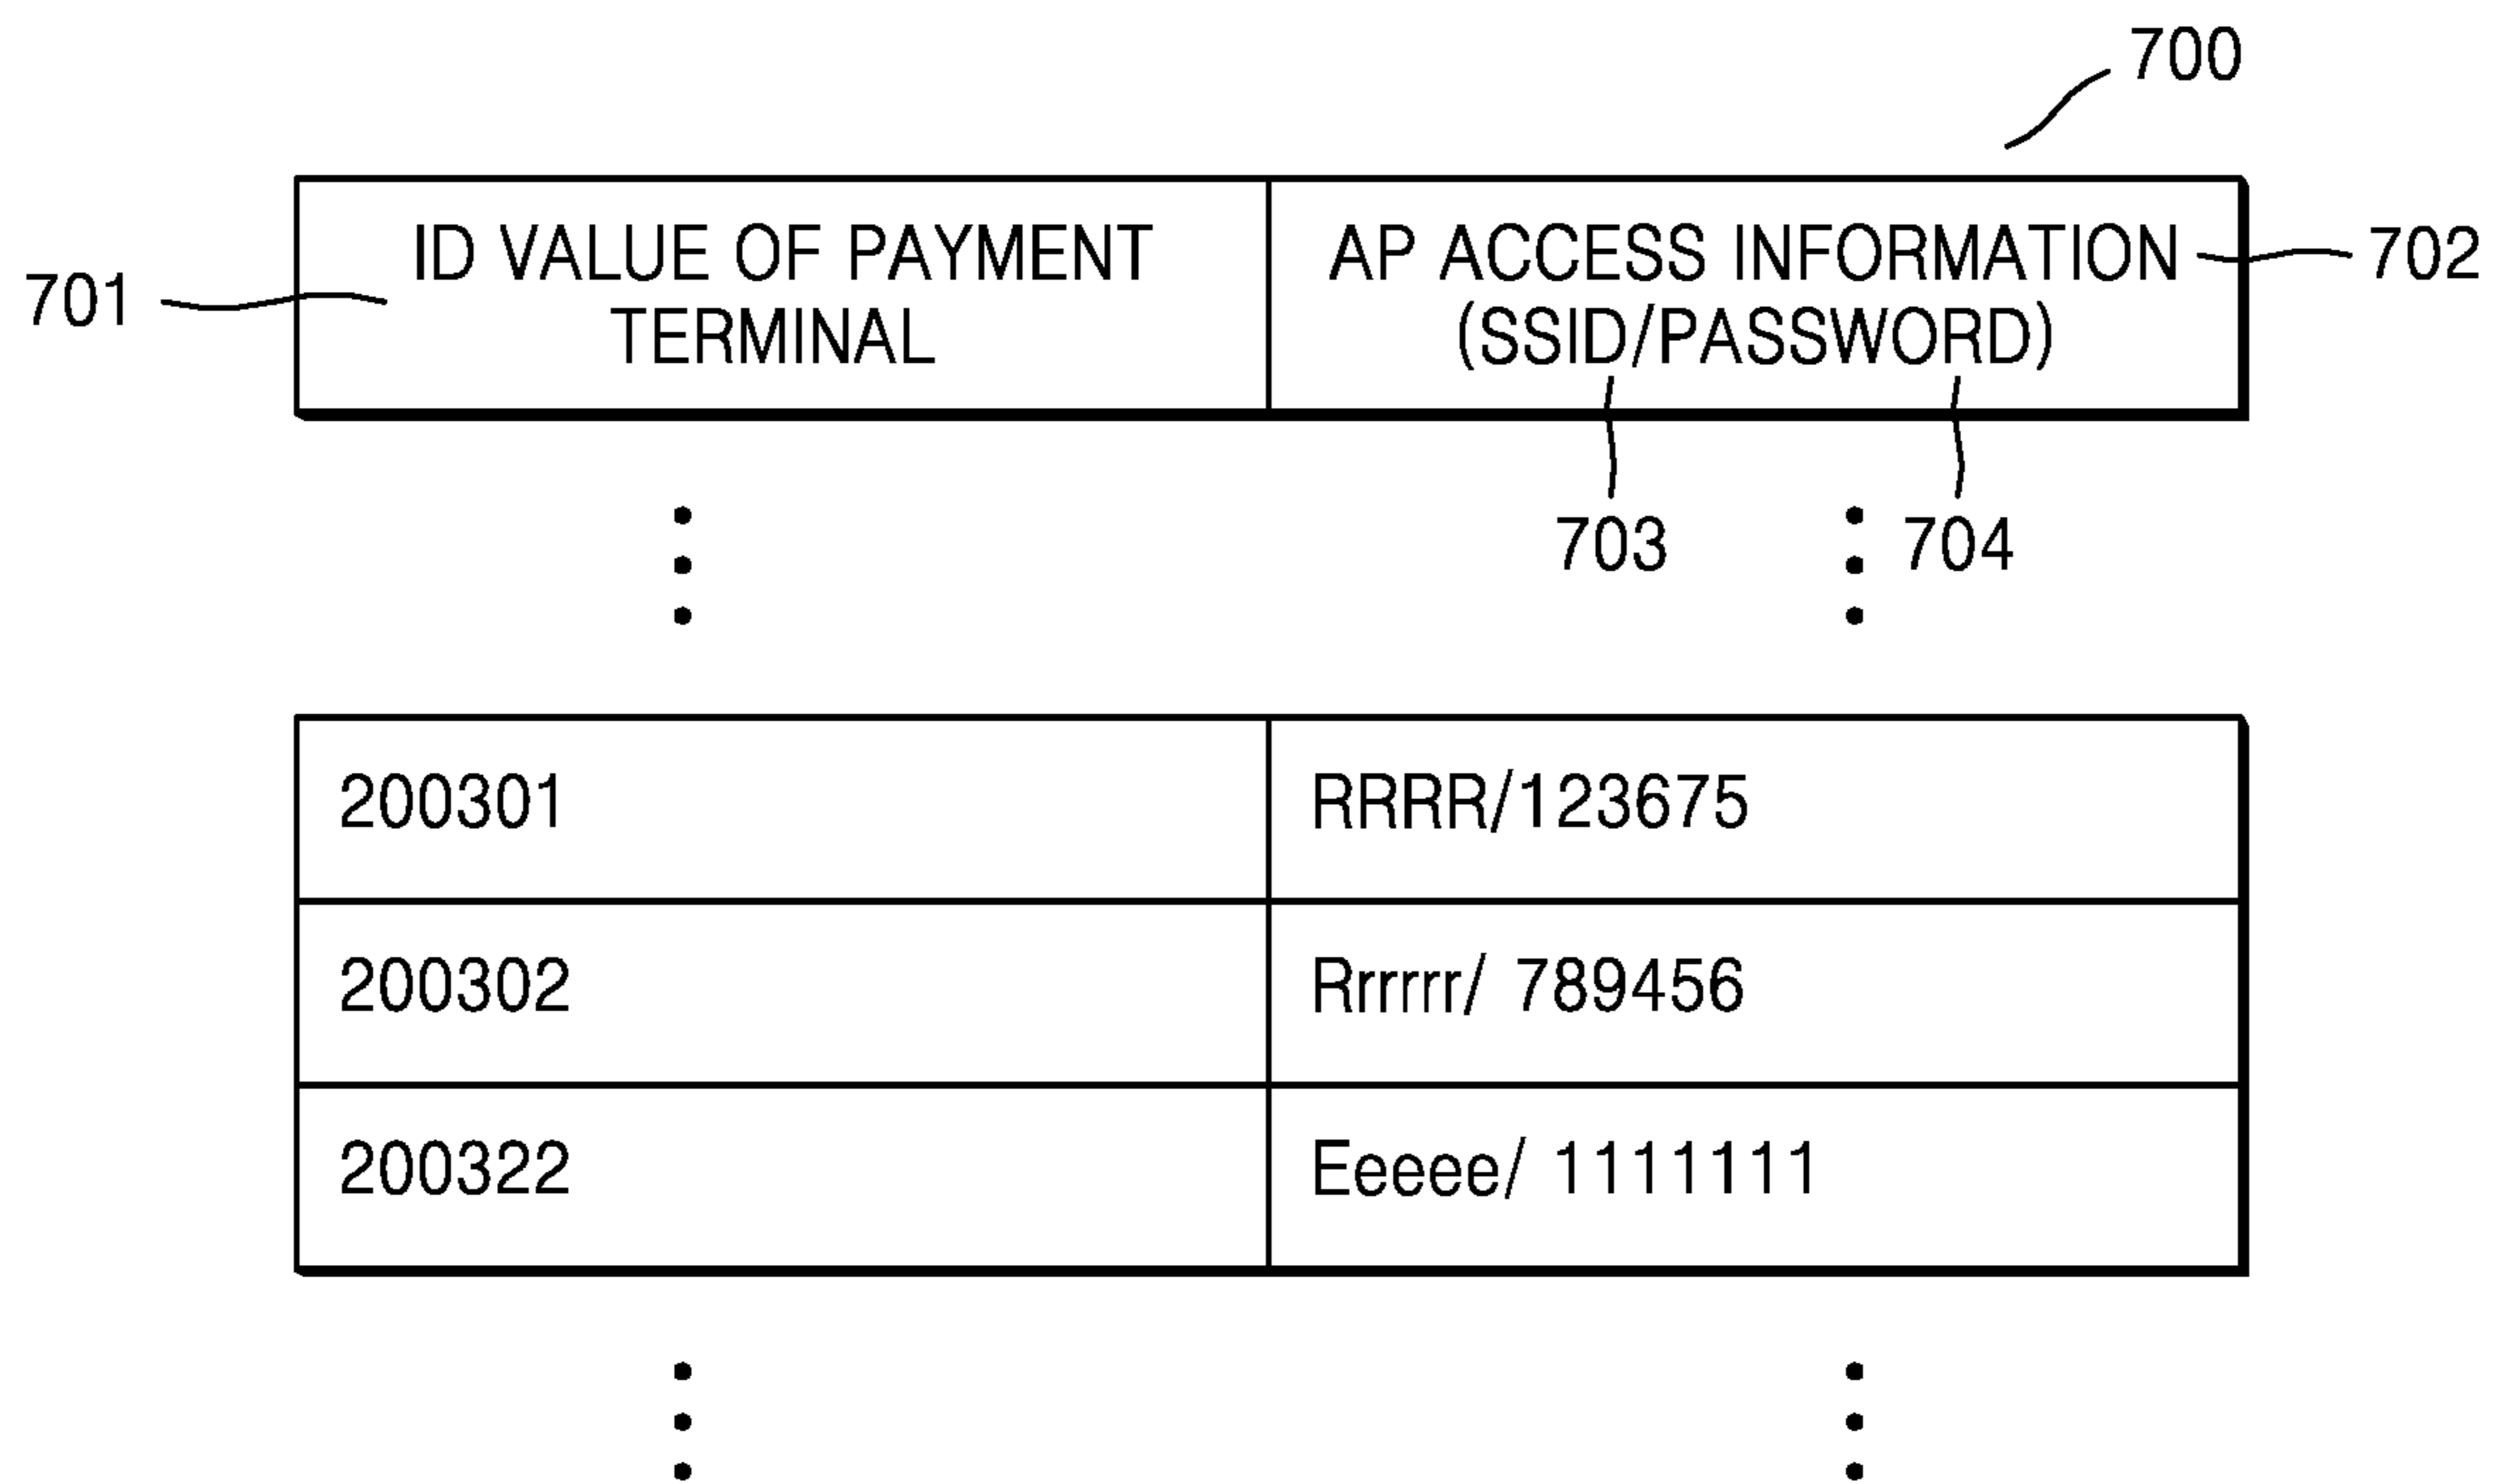 700
ID VALUE OF PAYMENT
TERMINAL
AP ACCESS INFORMATION
(SSID/PASSWORD)
701
702
703
704
200301
RRRR/123675
200302
Rrrrrr/ 789456
200322
Eeeee/ 1111111